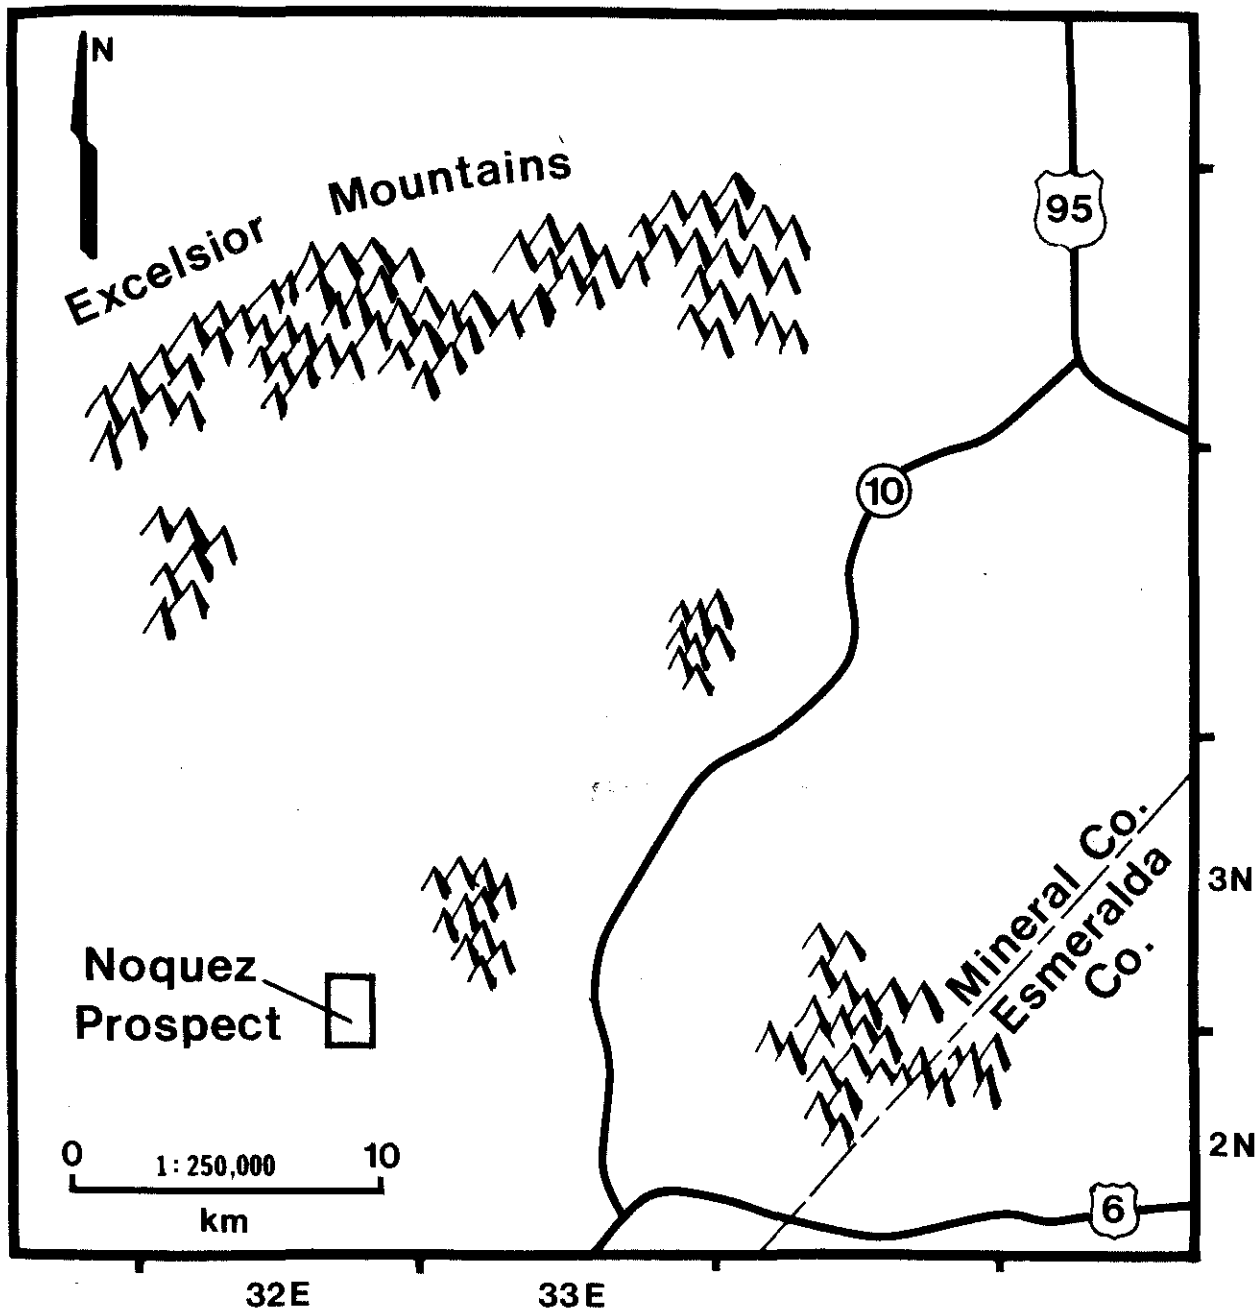 N
Excelsior Mountains
95
10
Mineral Co.
Esmeralda
Co.
3N
Noquez
Prospect
2N
0 1:250,000 10
km
6
32E 33E